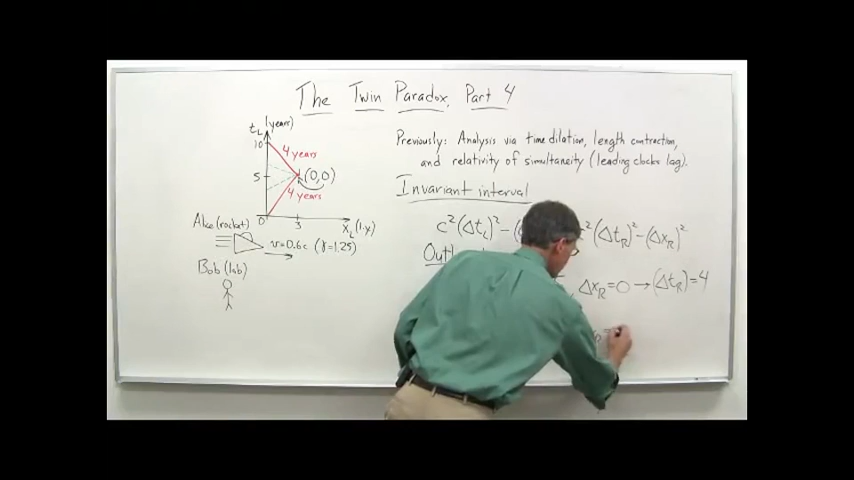 The Twin Paradox, Part 4
t_L (years)
10
5
0
3
x_L (l.y.)
4 years
4 years
(0,0)
Alice (rocket)
v=0.6c (γ=1.25)
Bob (lab)
Previously: Analysis via time dilation, length contraction,
and relativity of simultaneity (leading clocks lag).
Invariant interval
c²(Δt_L)²-( ²(Δt_R)²-(Δx_R)²
Δx_R=0→(Δt_R)=4